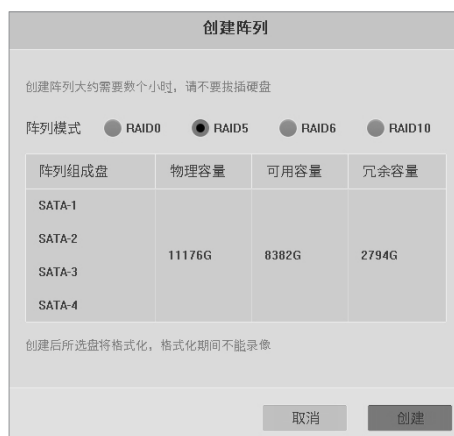 创建阵列
创建阵列大约需要数个小时，请不要拔插硬盘
阵列模式 RAID0 RAID5 RAID6 RAID10
阵列组成盘 物理容量 可用容量 冗余容量
SATA-1
SATA-2
11176G 8382G 2794G
SATA-3
SATA-4
创建后所选盘将格式化，格式化期间不能录像
取消 创建